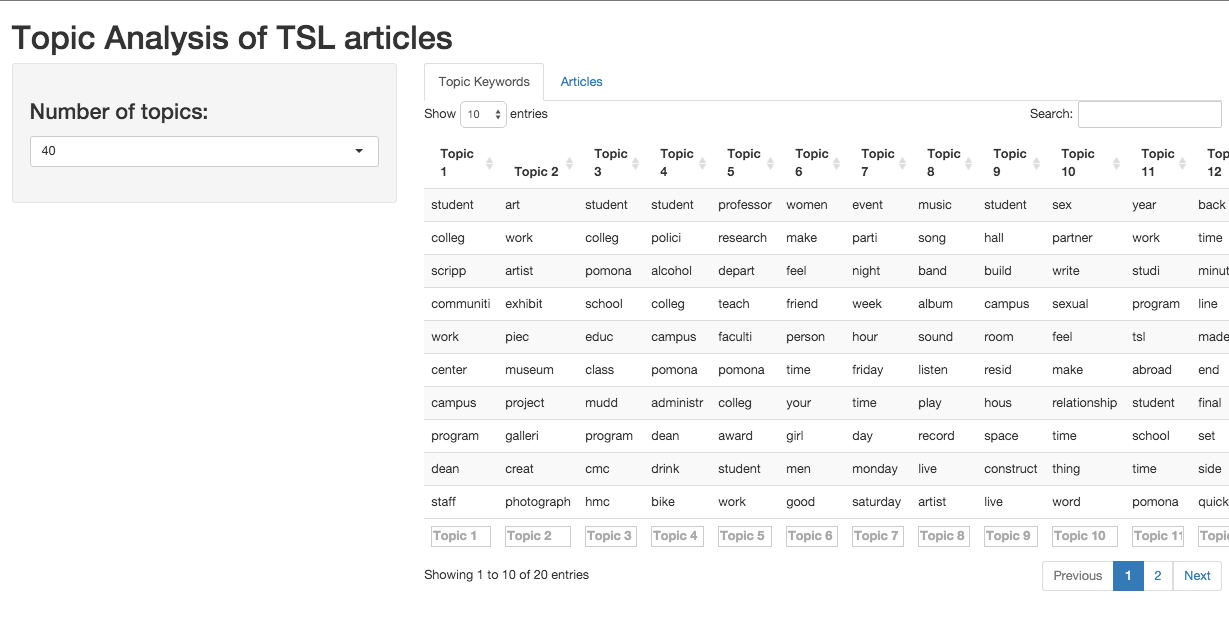 Topic Analysis of TSL articles
Number of topics:
40
Topic Keywords Articles
Show 10 entries Search:
Topic 1 Topic 2 Topic 3 Topic 4 Topic 5 Topic 6 Topic 7 Topic 8 Topic 9 Topic 10 Topic 11 Top 12
student art student student professor women event music student sex year back
colleg work colleg polici research make parti song hall partner work time
scripp artist pomona alcohol depart feel night band build write studi minut
communiti exhibit school colleg teach friend week album campus sexual program line
work piec educ campus faculti person hour sound room feel tsl made
center museum class pomona pomona time friday listen resid make abroad end
campus project mudd administr colleg your time play hous relationship student final
program galleri program dean award girl day record space time school set
dean creat cmc drink student men monday live construct thing time side
staff photograph hmc bike work good saturday artist live word pomona quick
Topic 1 Topic 2 Topic 3 Topic 4 Topic 5 Topic 6 Topic 7 Topic 8 Topic 9 Topic 10 Topic 11 Topi
Showing 1 to 10 of 20 entries Previous 1 2 Next